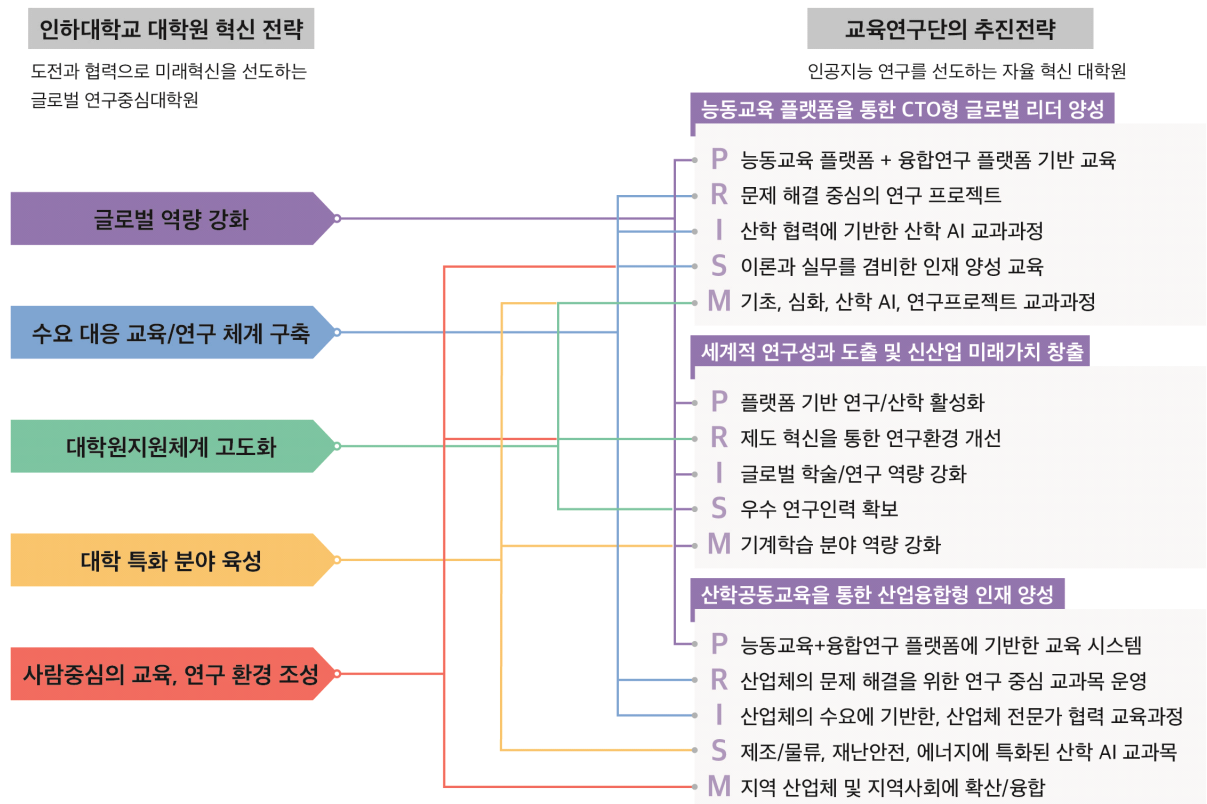 인하대학교 대학원 혁신 전략
도전과 협력으로 미래혁신을 선도하는
글로벌 연구중심대학원
글로벌 역량 강화
수요 대응 교육/연구 체계 구축
대학원지원체계 고도화
대학 특화 분야 육성
사람중심의 교육, 연구 환경 조성
교육연구단의 추진전략
인공지능 연구를 선도하는 자율 혁신 대학원
능동교육 플랫폼을 통한 CTO형 글로벌 리더 양성
P 능동교육 플랫폼 + 융합연구 플랫폼 기반 교육
R 문제 해결 중심의 연구 프로젝트
I 산학 협력에 기반한 산학 AI 교과과정
S 이론과 실무를 겸비한 인재 양성 교육
M 기초, 심화, 산학 AI, 연구프로젝트 교과과정
세계적 연구성과 도출 및 신산업 미래가치 창출
P 플랫폼 기반 연구/산학 활성화
R 제도 혁신을 통한 연구환경 개선
I 글로벌 학술/연구 역량 강화
S 우수 연구인력 확보
M 기계학습 분야 역량 강화
산학공동교육을 통한 산업융합형 인재 양성
P 능동교육+융합연구 플랫폼에 기반한 교육 시스템
R 산업체의 문제 해결을 위한 연구 중심 교과목 운영
I 산업체의 수요에 기반한, 산업체 전문가 협력 교육과정
S 제조/물류, 재난안전, 에너지에 특화된 산학 AI 교과목
M 지역 산업체 및 지역사회에 확산/융합